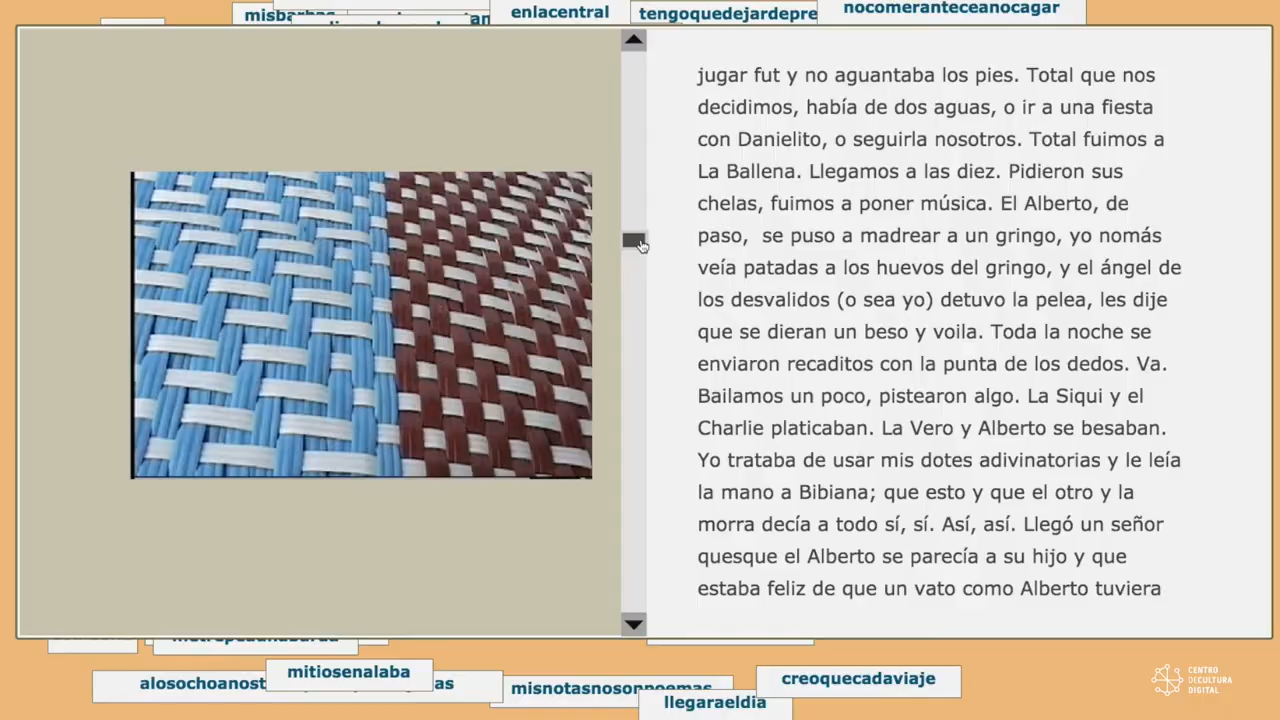 enlacentral
tengoquedejardepre
nocomeranteceanocagar
jugar fut y no aguantaba los pies. Total que nos
decidimos, había de dos aguas, o ir a una fiesta
con Danielito, o seguirla nosotros. Total fuimos a
La Ballena. Llegamos a las diez. Pidieron sus
chelas, fuimos a poner música. El Alberto, de
paso, se puso a madrear a un gringo, yo nomás
veía patadas a los huevos del gringo, y el ángel de
los desvalidos (o sea yo) detuvo la pelea, les dije
que se dieran un beso y voila. Toda la noche se
enviaron recaditos con la punta de los dedos. Va.
Bailamos un poco, pistearon algo. La Siqui y el
Charlie platicaban. La Vero y Alberto se besaban.
Yo trataba de usar mis dotes adivinatorias y le leía
la mano a Bibiana; que esto y que el otro y la
morra decía a todo sí, sí. Así, así. Llegó un señor
quesque el Alberto se parecía a su hijo y que
estaba feliz de que un vato como Alberto tuviera
mitiosenalaba
alosochoanost
as
misnotasnosonpoemas
creoquecadaviaje
llegaraeldia
CENTRO
DECULTURA
DIGITAL